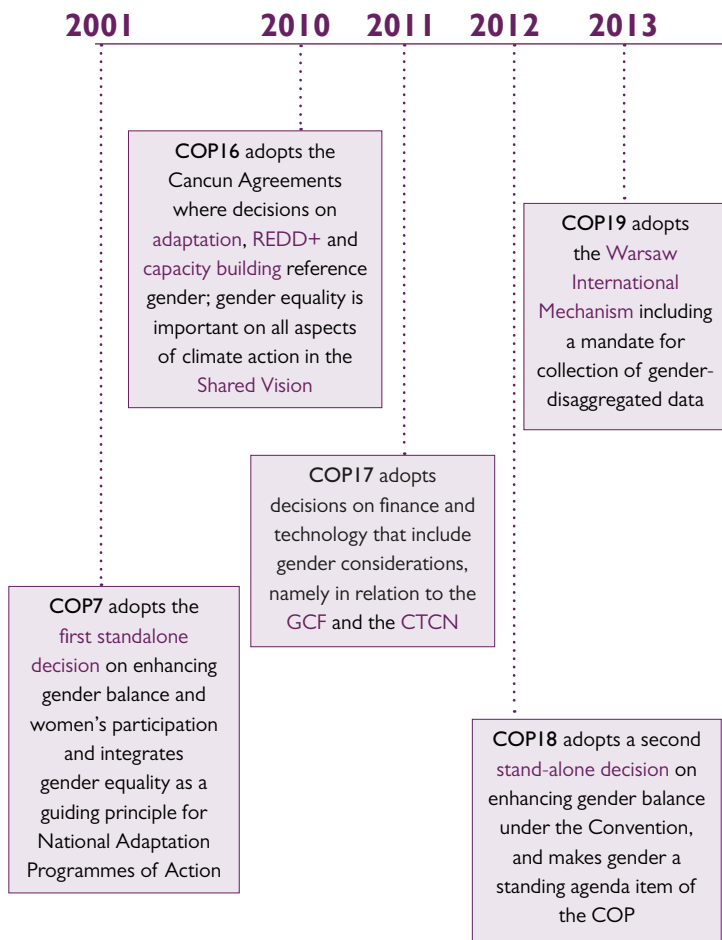 2001 2010 2011 2012 2013
COP16 adopts the
Cancun Agreements
where decisions on
adaptation, REDD+ and
capacity building reference
gender; gender equality is
important on all aspects
of climate action in the
Shared Vision
COP19 adopts
the Warsaw
International
Mechanism including
a mandate for
collection of gender-
disaggregated data
COP17 adopts
decisions on finance and
technology that include
gender considerations,
namely in relation to the
GCF and the CTCN
COP7 adopts the
first standalone
decision on enhancing
gender balance and
women’s participation
and integrates
gender equality as a
guiding principle for
National Adaptation
Programmes of Action
COP18 adopts a second
stand-alone decision on
enhancing gender balance
under the Convention,
and makes gender a
standing agenda item of
the COP